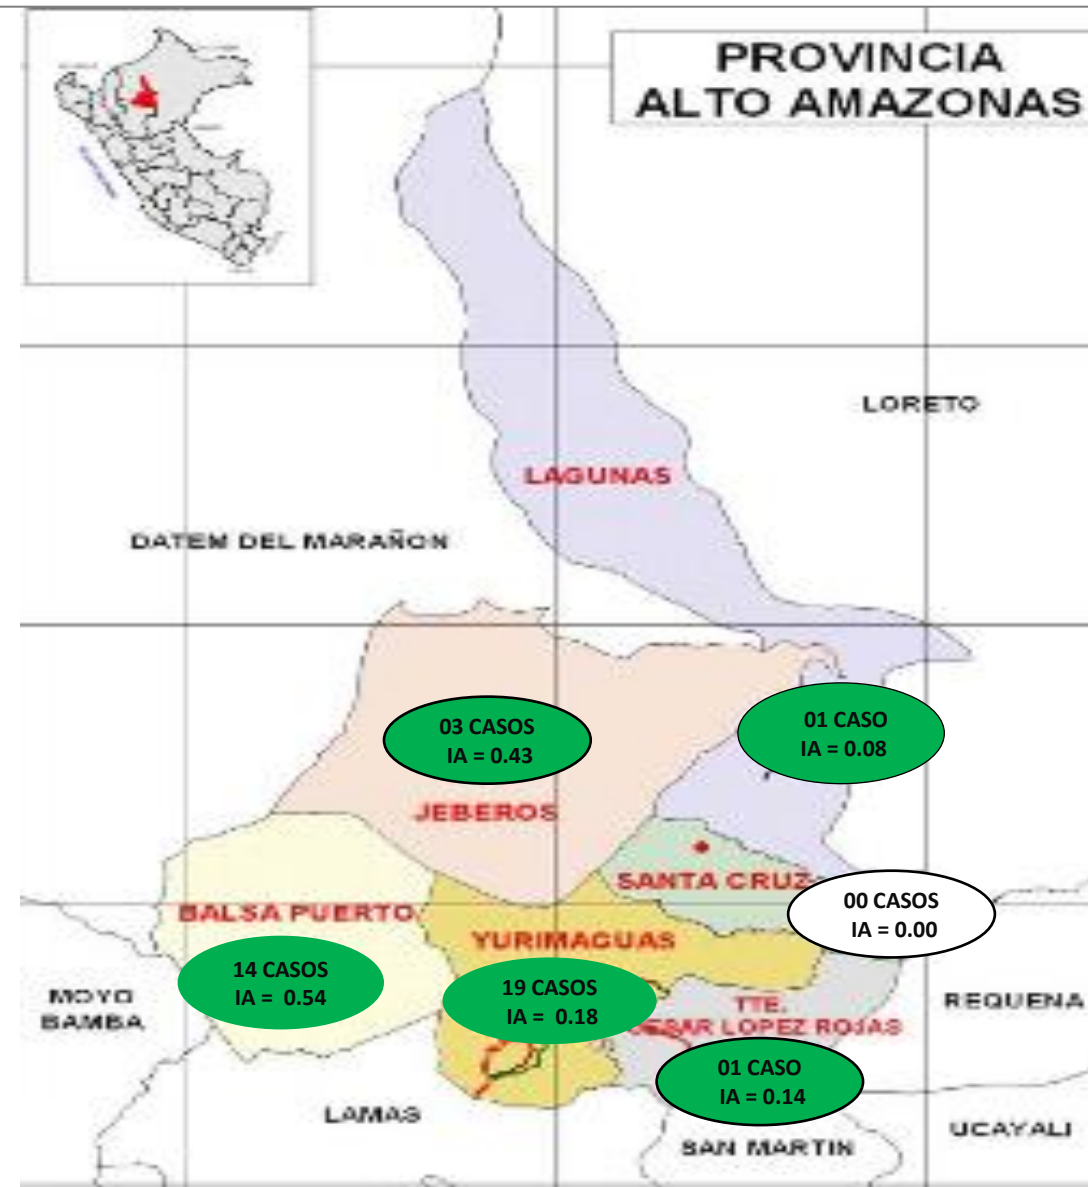 PROVINCIA
ALTO AMAZONAS
LORETO
LAGUNAS
DATEM DEL MARAÑON
03 CASOS
IA = 0.43
01 CASO
IA = 0.08
JEBEROS
SANTA CRUZ
00 CASOS
IA = 0.00
BALSA PUERTO
YURIMAGUAS
14 CASOS
IA = 0.54
19 CASOS
IA = 0.18
MOYO
BAMBA
TTE.
ESAR LOPEZ ROJAS
REQUENA
01 CASO
IA = 0.14
LAMAS
SAN MARTIN
UCAYALI